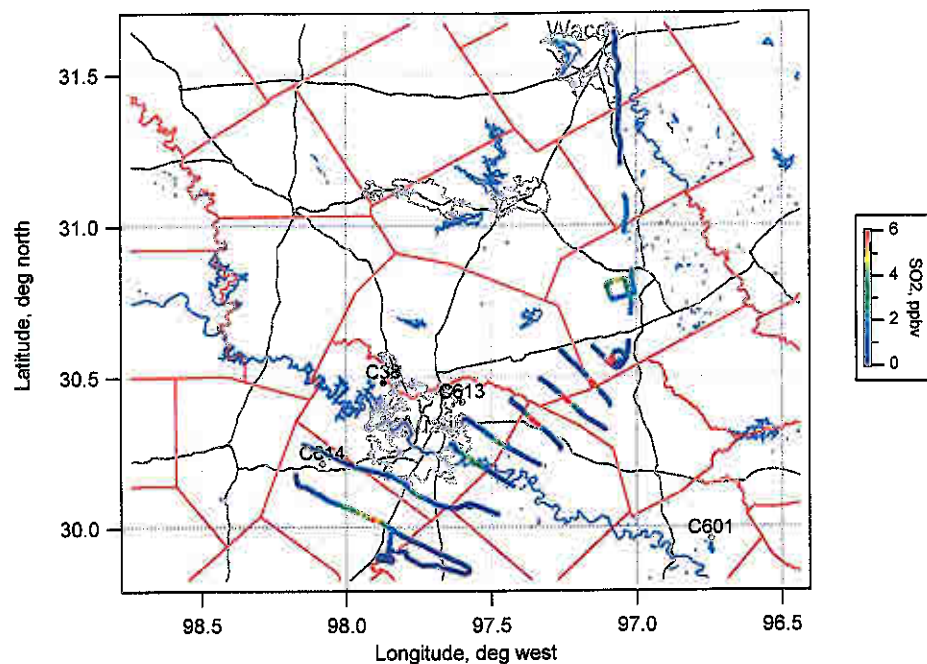 Waco
31.5
31.0
30.5
30.0
Latitude, deg north
C38
C613
C614
C601
98.5
98.0
97.5
97.0
96.5
Longitude, deg west
6
4
2
0
SO2, ppbv